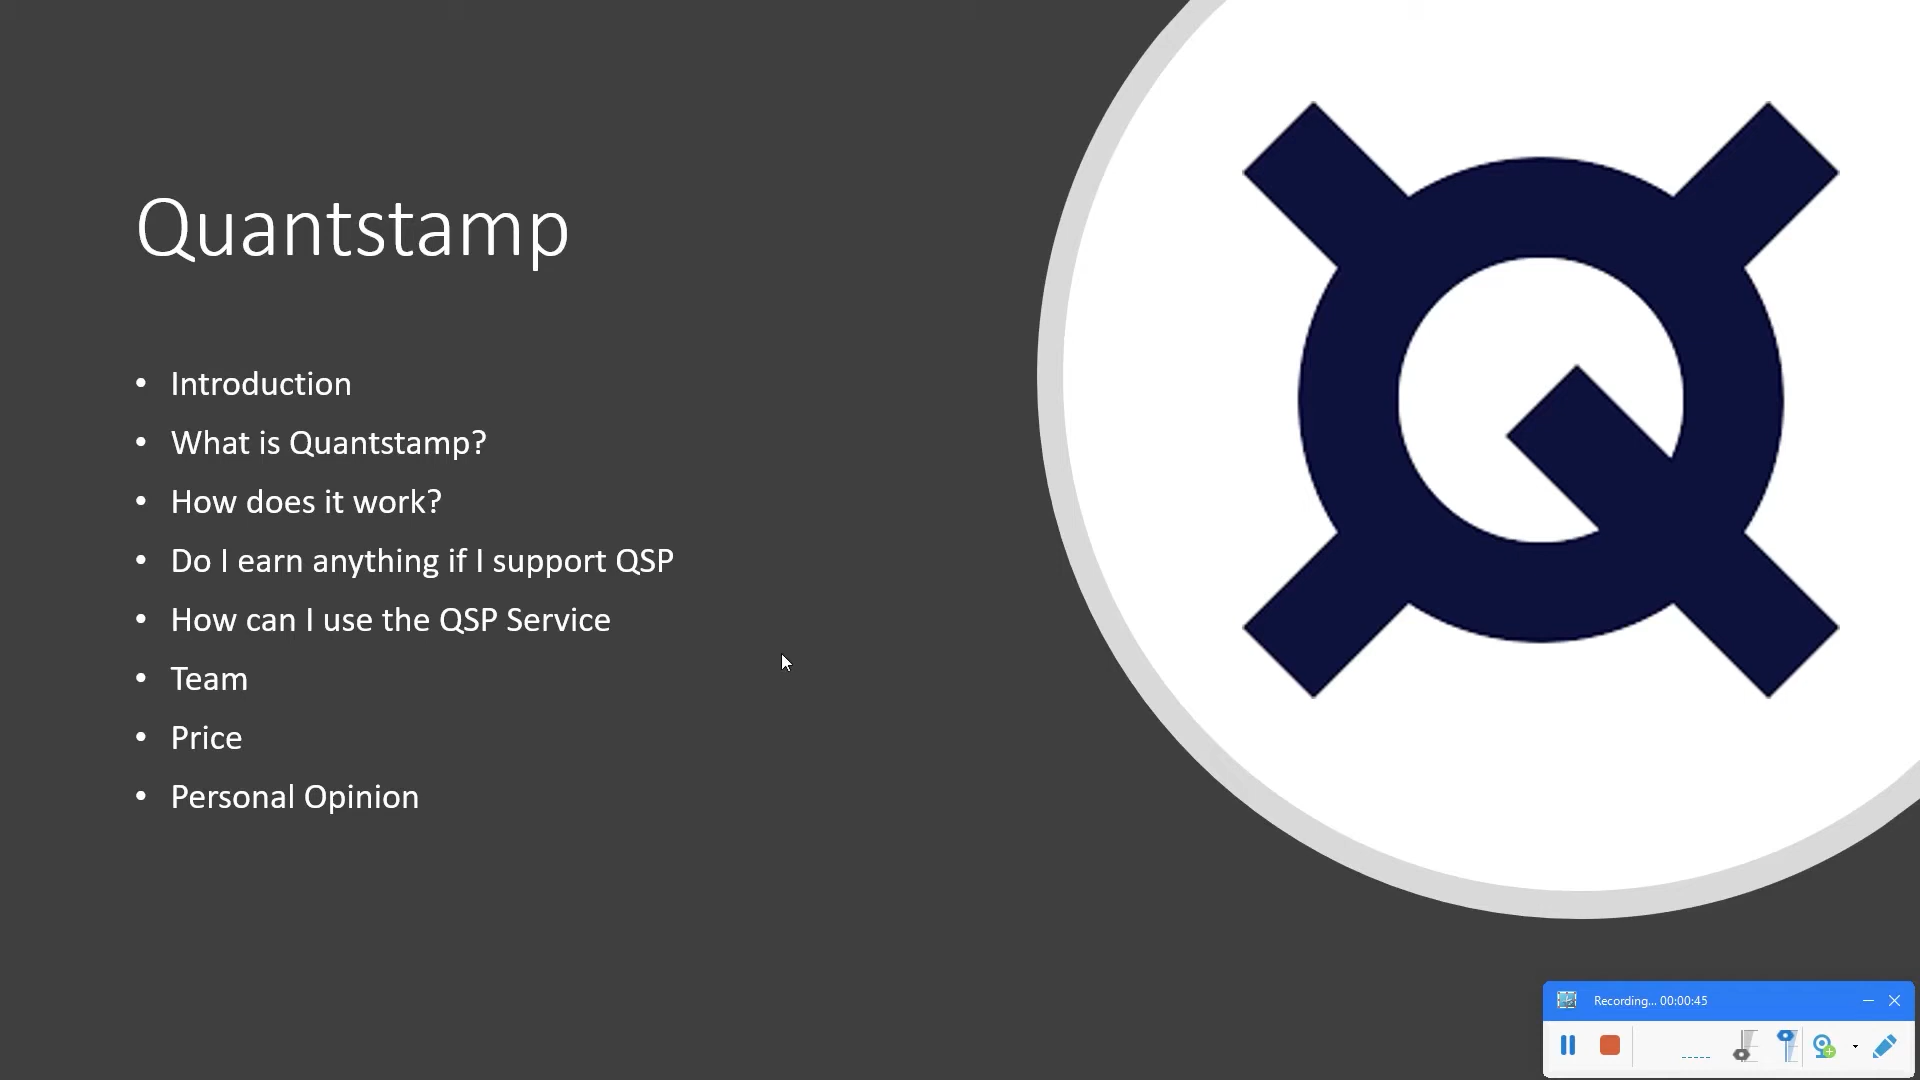 Quantstamp
• Introduction
• What is Quantstamp?
• How does it work?
• Do I earn anything if I support QSP
• How can I use the QSP Service
• Team
• Price
• Personal Opinion
Recording... 00:00:45